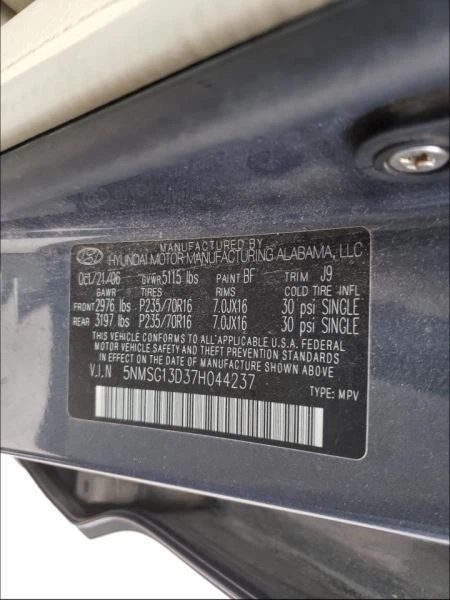 MANUFACTURED BY
HYUNDAI MOTOR MANUFACTURING ALABAMA, LLC
Oct/21/06 GVWR 5115 lbs PAINT BF TRIM J9
GAWR TIRES RIMS COLD TIRE INFL
FRONT 2976 lbs P235/70R16 7.0JX16 30 psi SINGLE
REAR 3197 lbs P235/70R16 7.0JX16 30 psi SINGLE
THIS VEHICLE CONFORMS TO ALL APPLICABLE U.S.A. FEDERAL
MOTOR VEHICLE SAFETY AND THEFT PREVENTION STANDARDS IN
EFFECT ON THE DATE OF MANUFACTURE SHOWN ABOVE
V.I.N 5NMSG13D37H044237
TYPE: MPV